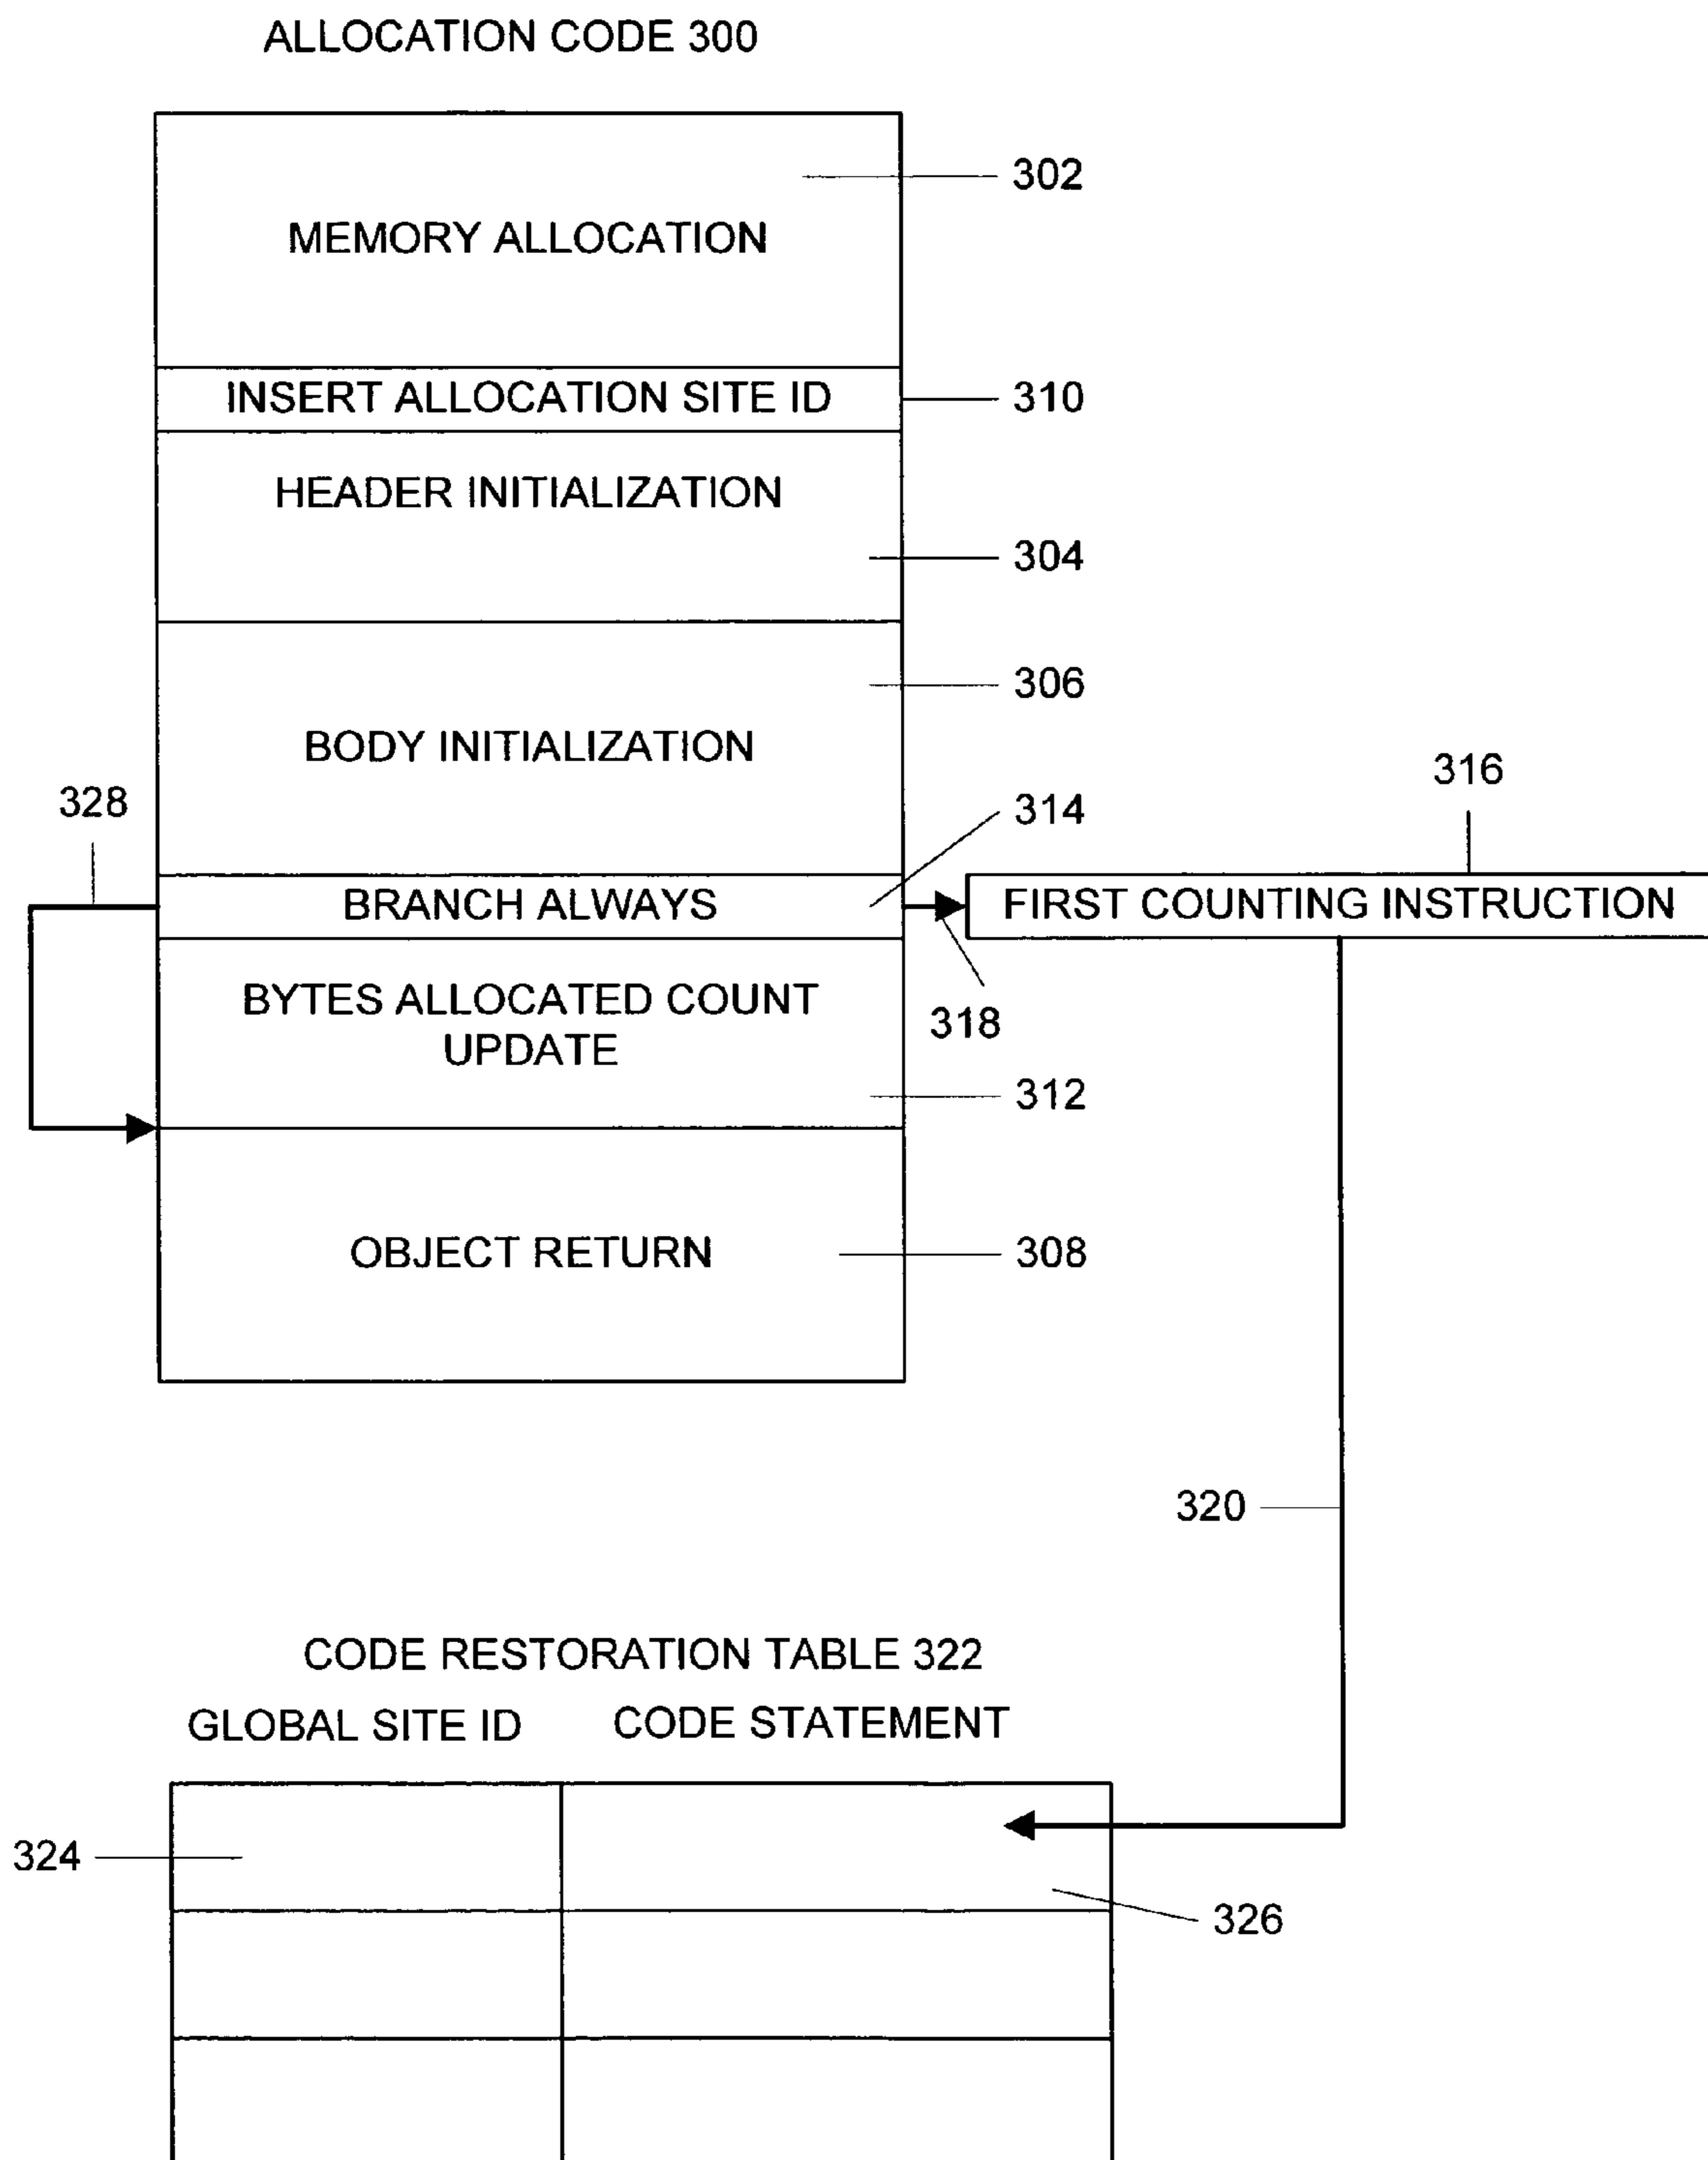 ALLOCATION CODE 300
302
MEMORY ALLOCATION
INSERT ALLOCATION SITE ID
310
HEADER INITIALIZATION
304
306
BODY INITIALIZATION
328
314
316
BRANCH ALWAYS
FIRST COUNTING INSTRUCTION
BYTES ALLOCATED COUNT
UPDATE
318
312
OBJECT RETURN
308
320
CODE RESTORATION TABLE 322
GLOBAL SITE ID
CODE STATEMENT
324
326